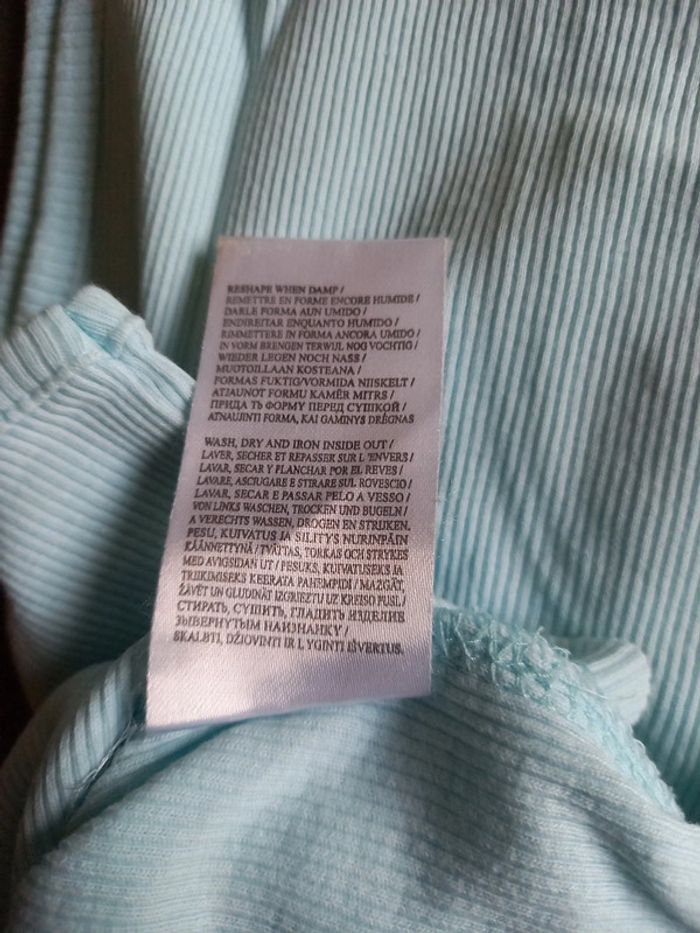 RESHAPE WHEN DAMP /
REMETTRE EN FORME ENCORE HUMIDE /
DARLE FORMA AUN UMIDO /
ENDIREITAR ENQUANTO HUMIDO /
RIMMETTERE IN FORMA ANCORA UMIDO /
IN VORM BRENGEN TERWIJL NOG VOCHTIG /
WIEDER LEGEN NOCH NASS /
MUOTOILLAAN KOSTEANA /
FORMAS FUKTIG/VORMIDA NIISKELT /
ATJAUNOT FORMU KAMĒR MITRS /
ПРИДА ТЬ ФОРМУ ПЕРЕД СУШКОЙ /
ATNAUJINTI FORMA, KAI GAMINYS DRĖGNAS
WASH, DRY AND IRON INSIDE OUT /
LAVER, SECHER ET REPASSER SUR L'ENVERS /
LAVAR, SECAR Y PLANCHAR POR EL REVES /
LAVARE, ASCIUGARE E STIRARE SUL ROVESCIO /
LAVAR, SECAR E PASSAR PELO A VESSO /
VON LINKS WASCHEN, TROCKEN UND BUGELN /
A VERECHTS WASSEN, DROGEN EN STRIJKEN.
PESU, KUIVATUS JA SILITYS NURINPÄIN
KÄÄNNETTYNÄ / TVÄTTAS, TORKAS OCH STRYKES
MED AVIGSIDAN UT / PESUKS, KUIVATUSEKS JA
TRIIKIMISEKS KEERATA PAHEMPIDI / MAZGĀT,
ŽĀVĒT UN GLUDINĀT IZGRIEZTU UZ KREISO PUSI. /
СТИРАТЬ, СУШИТЬ, ГЛАДИТЬ ИЗДЕЛИЕ
ЗЫВЕРНУТЫМ НАИЗНАНКУ /
SKALBTI, DŽIOVINTI IR L YGINTI IŠVERTUS.